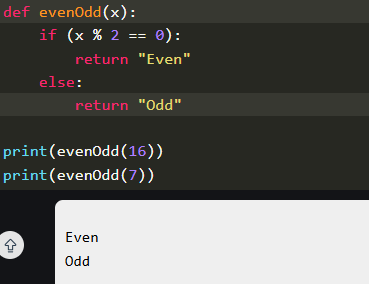 def evenOdd(x):
    if (x % 2 == 0):
        return "Even"
    else:
        return "Odd"
print(evenOdd(16))
print(evenOdd(7))
Even
Odd